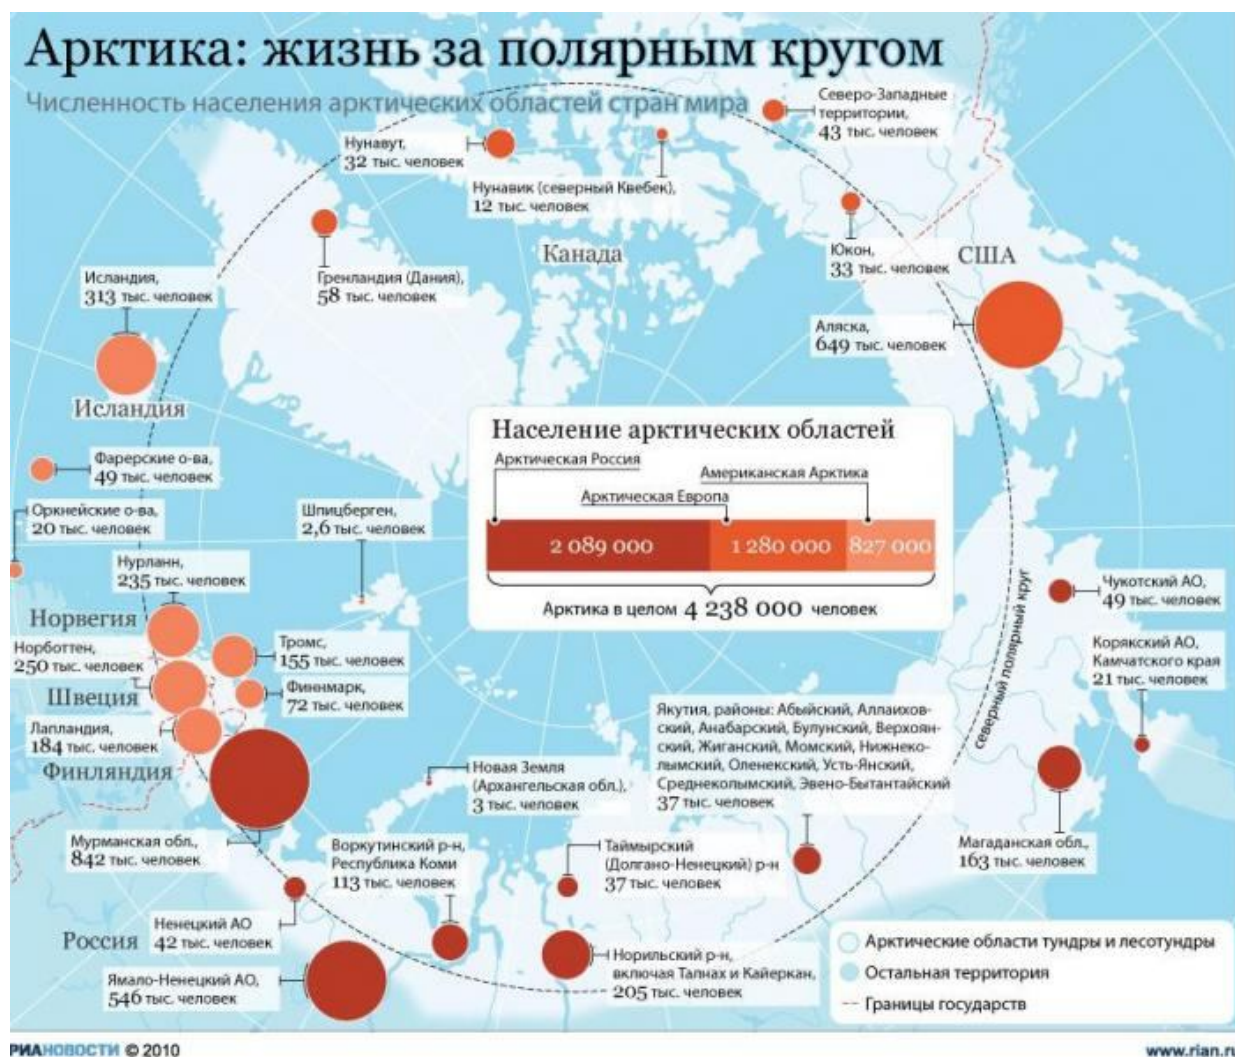 Арктика: жизнь за полярным кругом
Численность населения арктических областей стран мира
Северо-Западные
территории,
43 тыс. человек
Нунавут,
32 тыс. человек
Нунавик (северный Квебек),
12 тыс. человек
Канада
Юкон,
33 тыс. человек
США
Гренландия (Дания),
58 тыс. человек
Исландия,
313 тыс. человек
Аляска,
649 тыс. человек
Исландия
Население арктических областей
Арктическая Россия
Американская Арктика
Арктическая Европа
2 089 000
1 280 000
827 000
Арктика в целом 4 238 000 человек
Фарерские о-ва,
49 тыс. человек
Оркнейские о-ва,
20 тыс. человек
Шпицберген,
2,6 тыс. человек
Нурланн,
235 тыс. человек
Норвегия
Норботтен,
250 тыс. человек
Тромс,
155 тыс. человек
Швеция
Финнмарк,
72 тыс. человек
Лапландия,
184 тыс. человек
Финляндия
северный полярный круг
Чукотский АО,
49 тыс. человек
Корякский АО,
Камчатского края
21 тыс. человек
Якутия, районы: Абыйский, Аллаихов-
ский, Анабарский, Булунский, Верхоян-
ский, Жиганский, Момский, Нижнеко-
лымский, Оленекский, Усть-Янский,
Среднеколымский, Эвено-Бытантайский
37 тыс. человек
Новая Земля
(Архангельская обл.),
3 тыс. человек
Мурманская обл.,
842 тыс. человек
Воркутинский р-н,
Республика Коми
113 тыс. человек
Таймырский
(Долгано-Ненецкий) р-н
37 тыс. человек
Магаданская обл.,
163 тыс. человек
Ненецкий АО
42 тыс. человек
Россия
Ямало-Ненецкий АО,
546 тыс. человек
Норильский р-н,
включая Талнах и Кайеркан,
205 тыс. человек
Арктические области тундры и лесотундры
Остальная территория
Границы государств
РИАНОВОСТИ © 2010
www.rian.ru